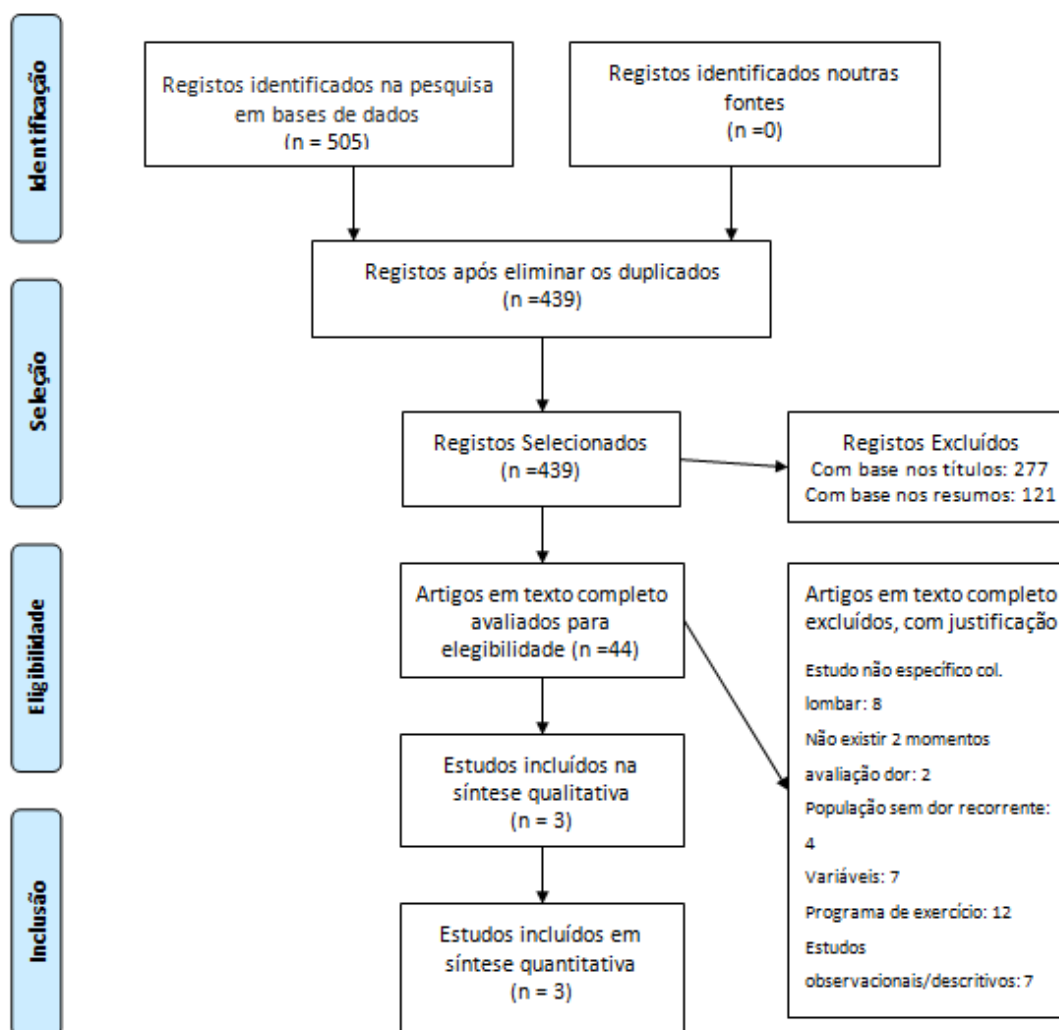 Identificação
Registos identificados na pesquisa
em bases de dados
(n = 505)
Registos identificados noutras
fontes
(n =0)
Registos após eliminar os duplicados
(n =439)
Seleção
Registos Selecionados
(n =439)
Registos Excluídos
Com base nos títulos: 277
Com base nos resumos: 121
Eligibilidade
Artigos em texto completo
avaliados para
elegibilidade (n =44)
Artigos em texto completo
excluídos, com justificação
Estudo não específico col.
lombar: 8
Não existir 2 momentos
avaliação dor: 2
População sem dor recorrente:
4
Variáveis: 7
Programa de exercício: 12
Estudos
observacionais/descritivos: 7
Estudos incluídos na
síntese qualitativa
(n = 3)
Inclusão
Estudos incluídos em
síntese quantitativa
(n = 3)